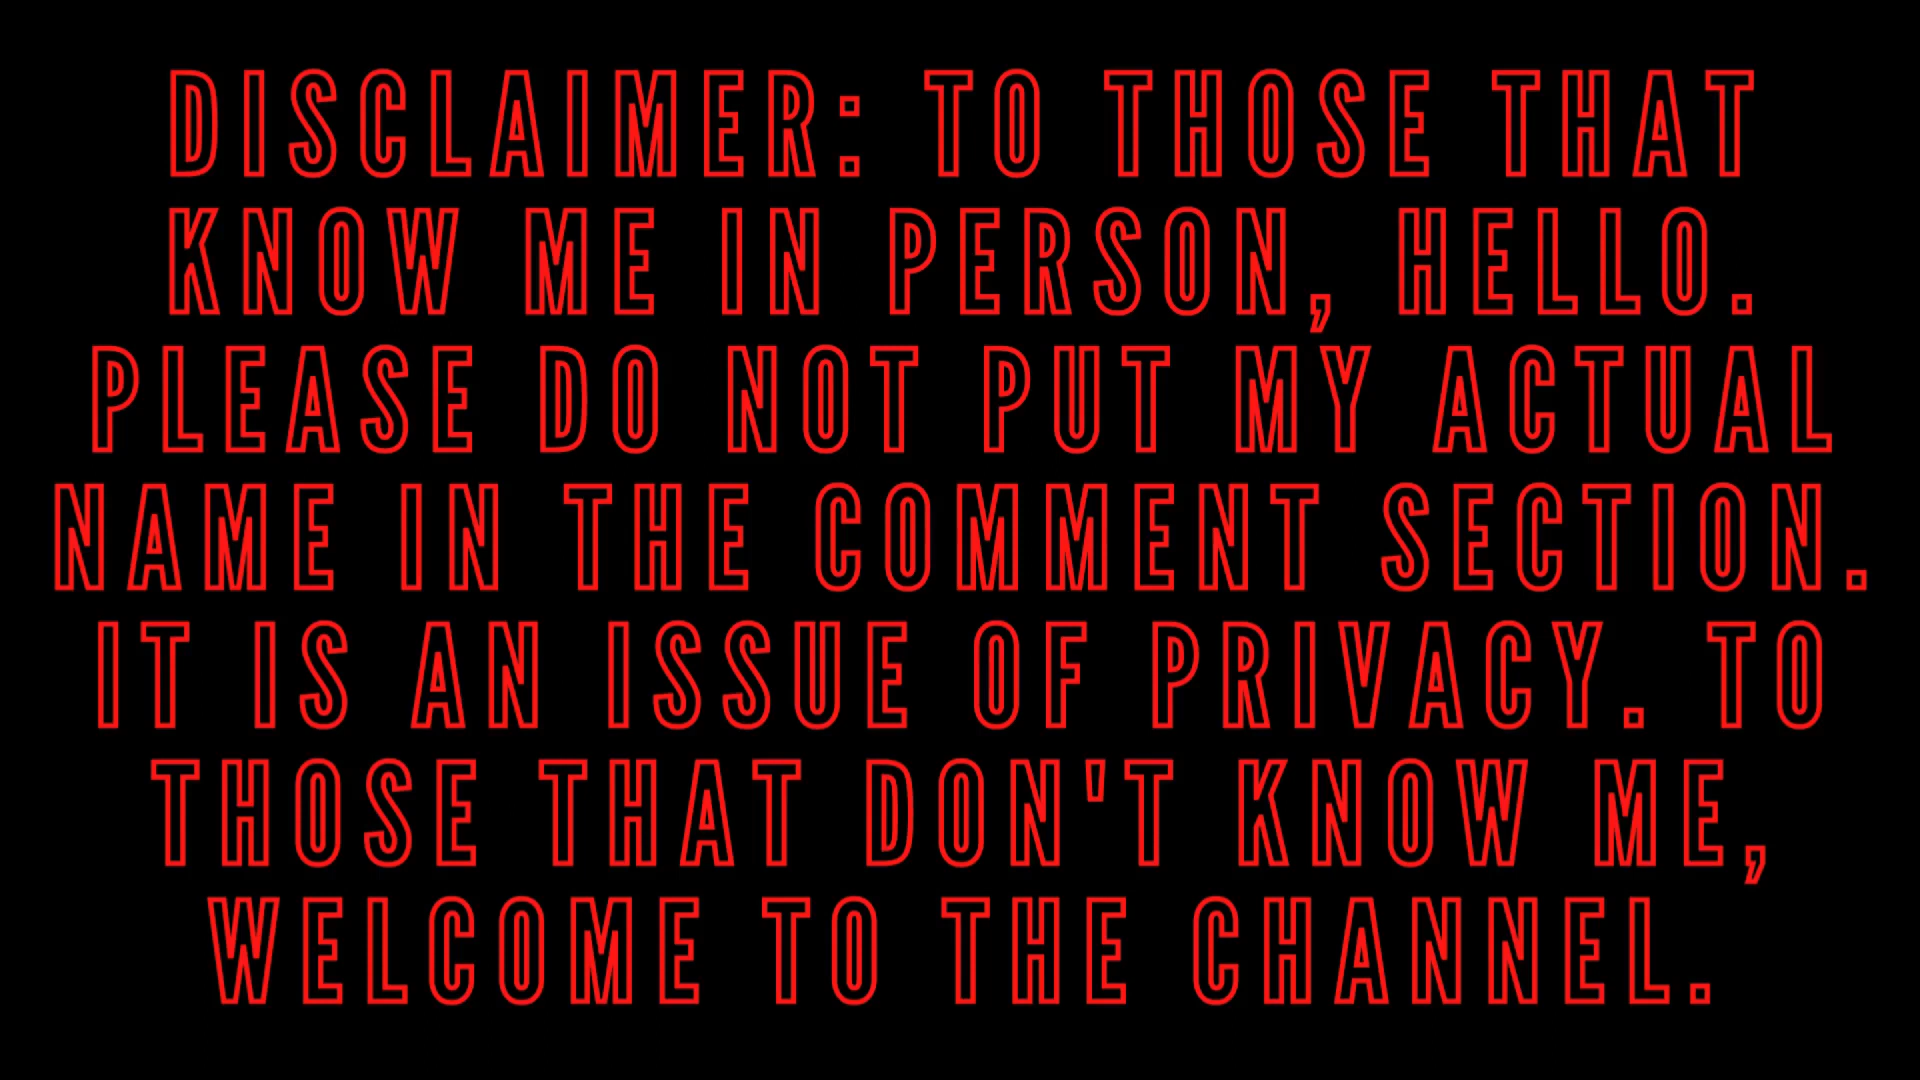 DISCLAIMER: TO THOSE THAT
KNOW ME IN PERSON, HELLO.
PLEASE DO NOT PUT MY ACTUAL
NAME IN THE COMMENT SECTION.
IT IS AN ISSUE OF PRIVACY. TO
THOSE THAT DON'T KNOW ME,
WELCOME TO THE CHANNEL.